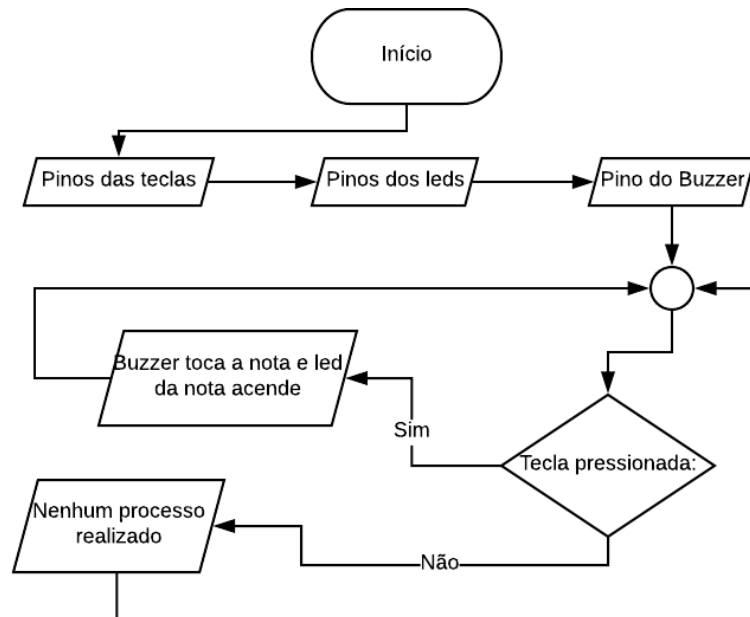 Início
Pinos das teclas
Pinos dos leds
Pino do Buzzer
Buzzer toca a nota e led
da nota acende
Sim
Tecla pressionada:
Nenhum processo
realizado
Não